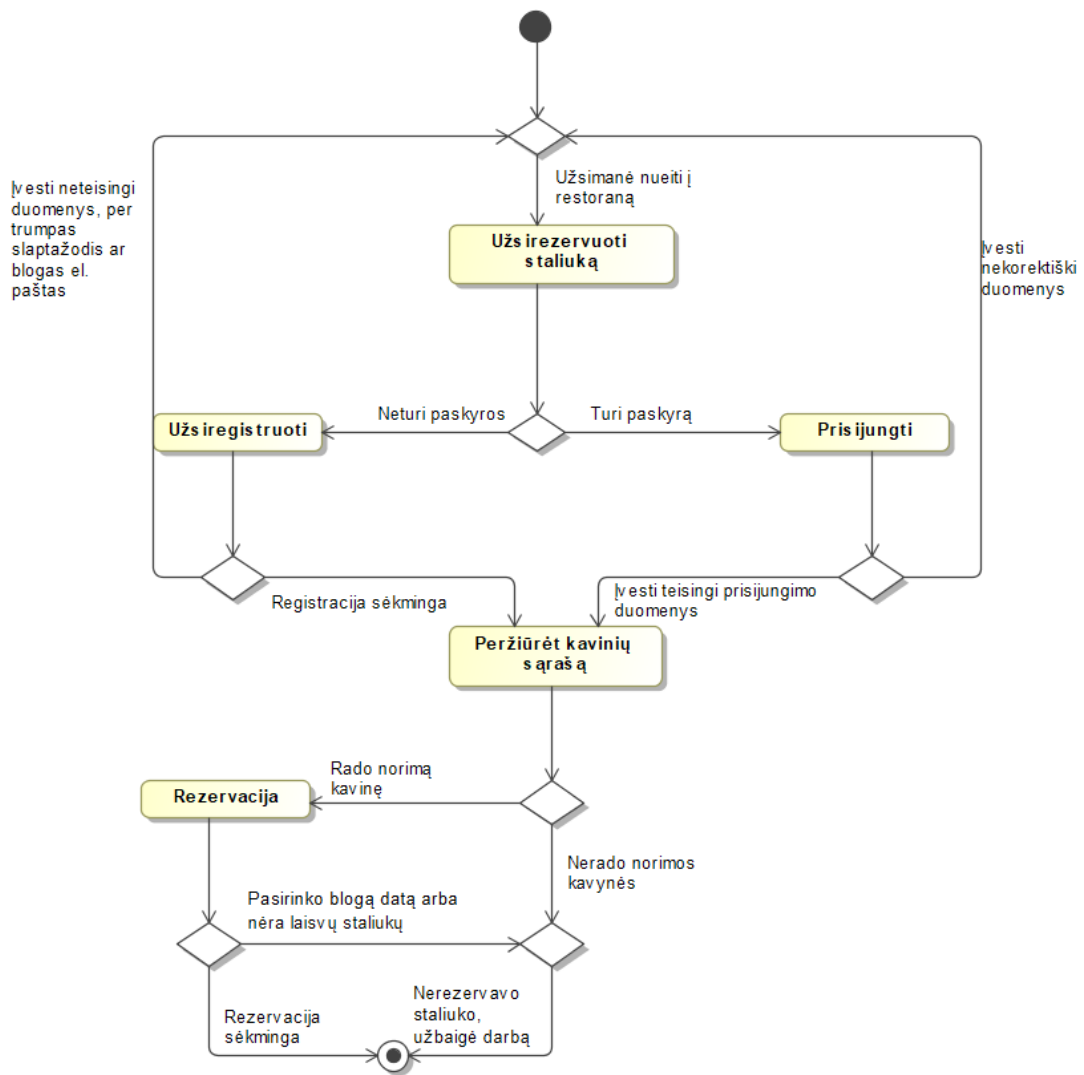 Užsimanė nueiti į
restoraną
Įvesti neteisingi
duomenys, per
trumpas
slaptažodis ar
blogas el.
paštas
Užsirezervuoti
staliuką
Įvesti
nekorektiški
duomenys
Neturi paskyros
Turi paskyrą
Užsiregistruoti
Prisijungti
Registracija sėkminga
Įvesti teisingi prisijungimo
duomenys
Peržiūrėt kavinių
sąrašą
Rado norimą
kavinę
Rezervacija
Nerado norimos
kavynės
Pasirinko blogą datą arba
nėra laisvų staliukų
Rezervacija
sėkminga
Nerezervavo
staliuko,
užbaigė darbą